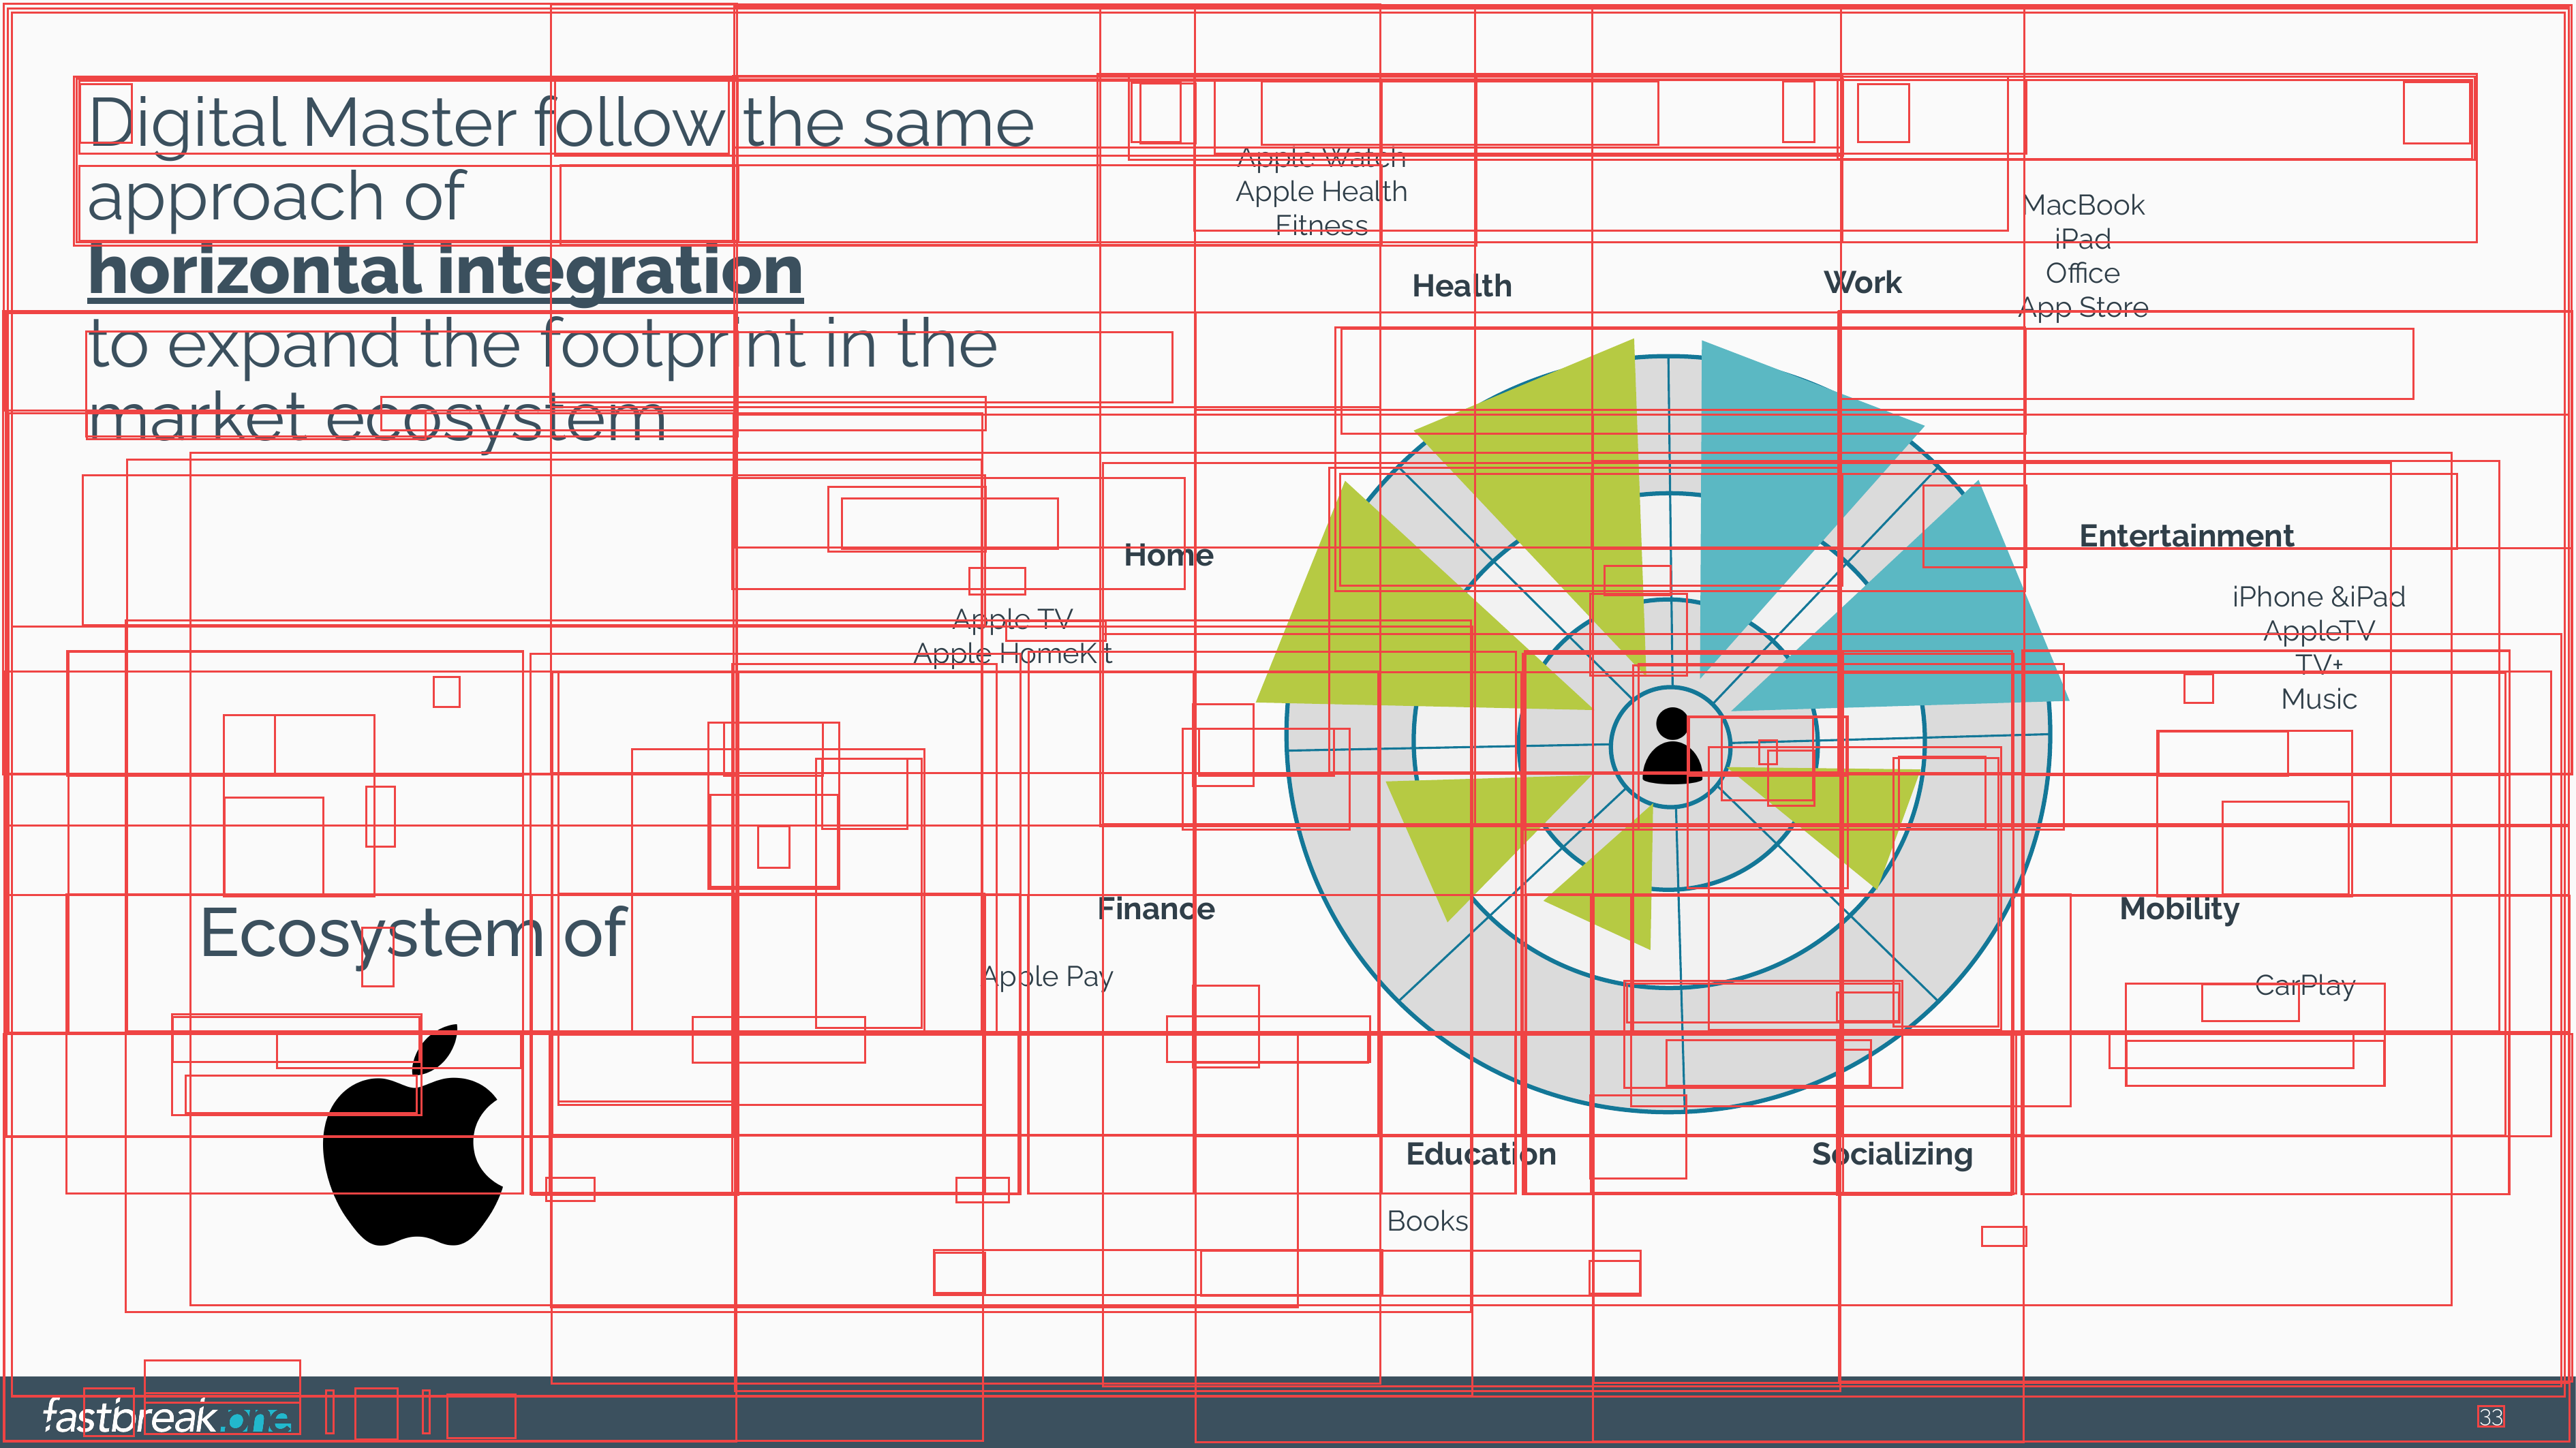 Digital Master follow the same
approach of
horizontal integration
to expand the footprint in the
market ecosystem
Apple Watch
Apple Health
Fitness
MacBook
iPad
Office
App Store
Health
Work
Home
Entertainment
Apple TV
Apple HomeKit
iPhone &iPad
AppleTV
TV+
Music
Finance
Mobility
Ecosystem of
Apple Pay
CarPlay
Education
Socializing
Books
fastbreak.one
33